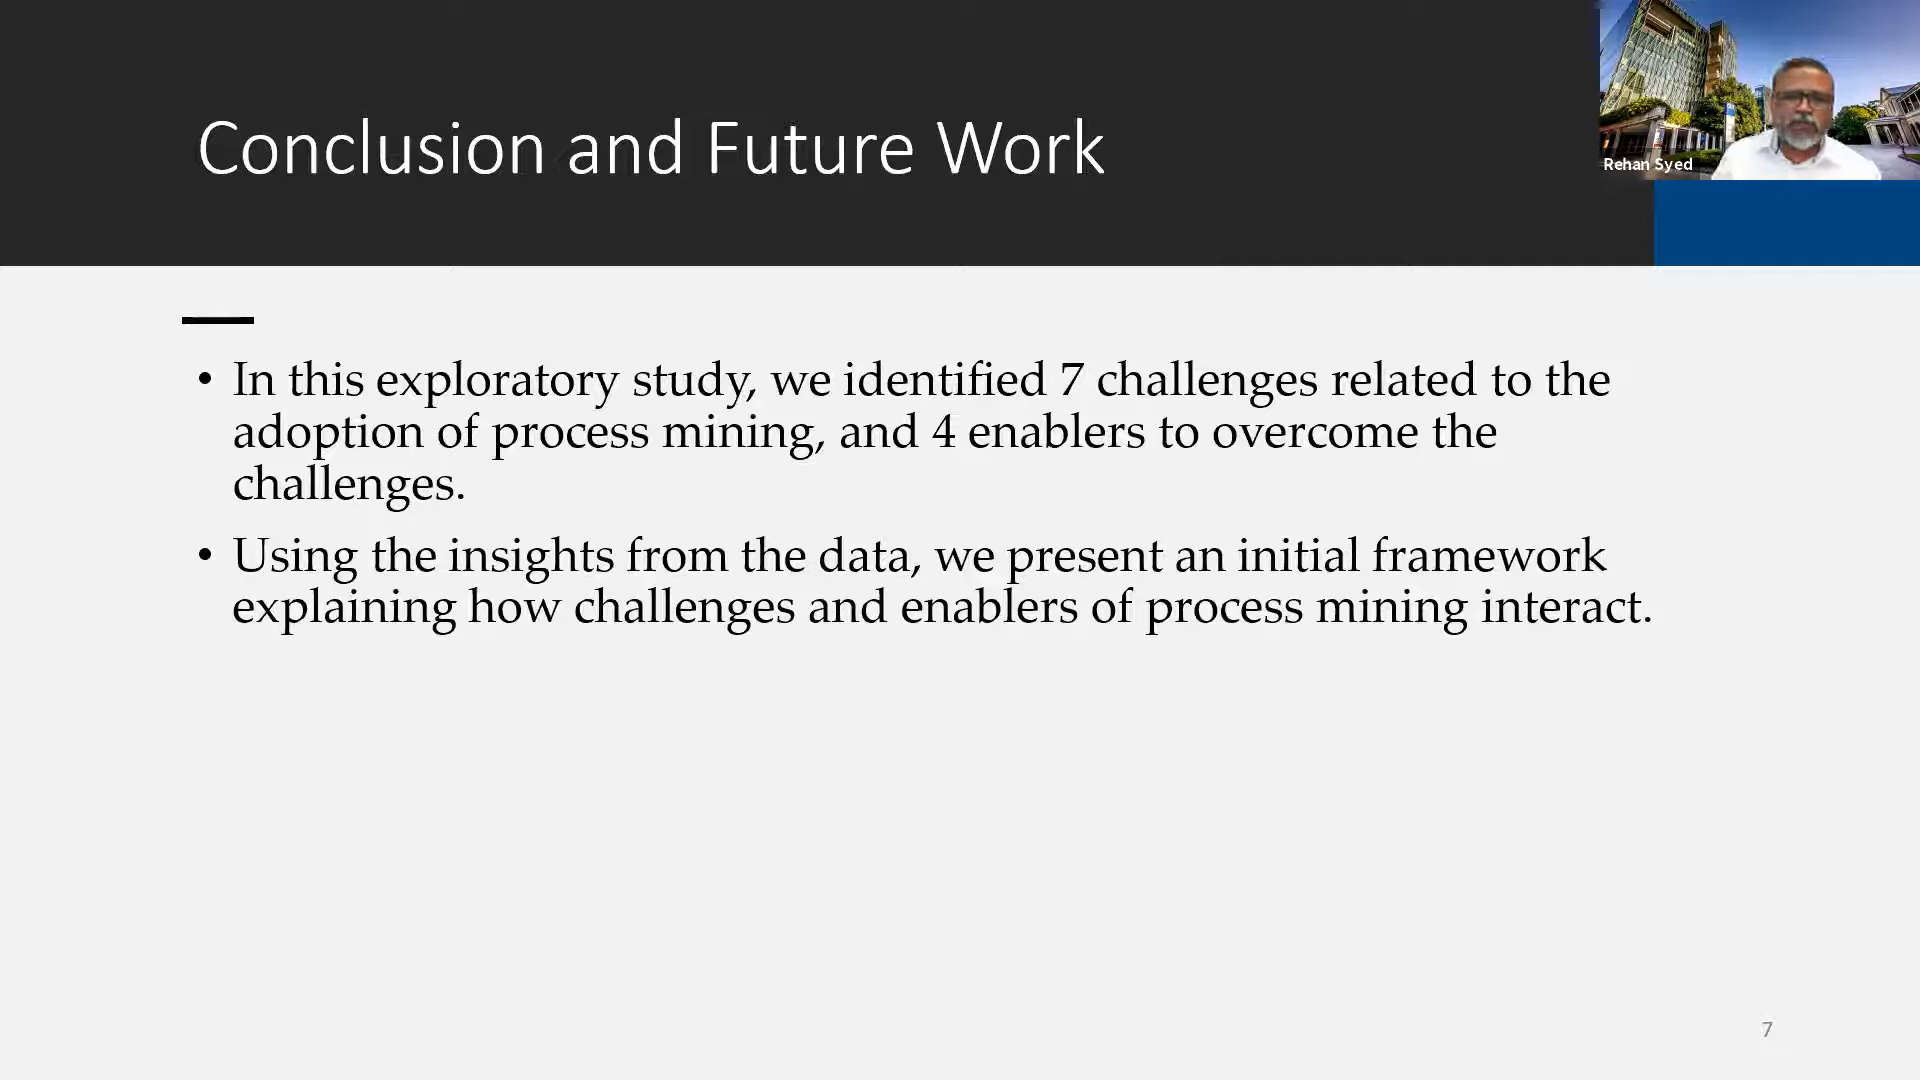 Conclusion and Future Work
Rehan Syed
• In this exploratory study, we identified 7 challenges related to the
adoption of process mining, and 4 enablers to overcome the
challenges.
• Using the insights from the data, we present an initial framework
explaining how challenges and enablers of process mining interact.
7